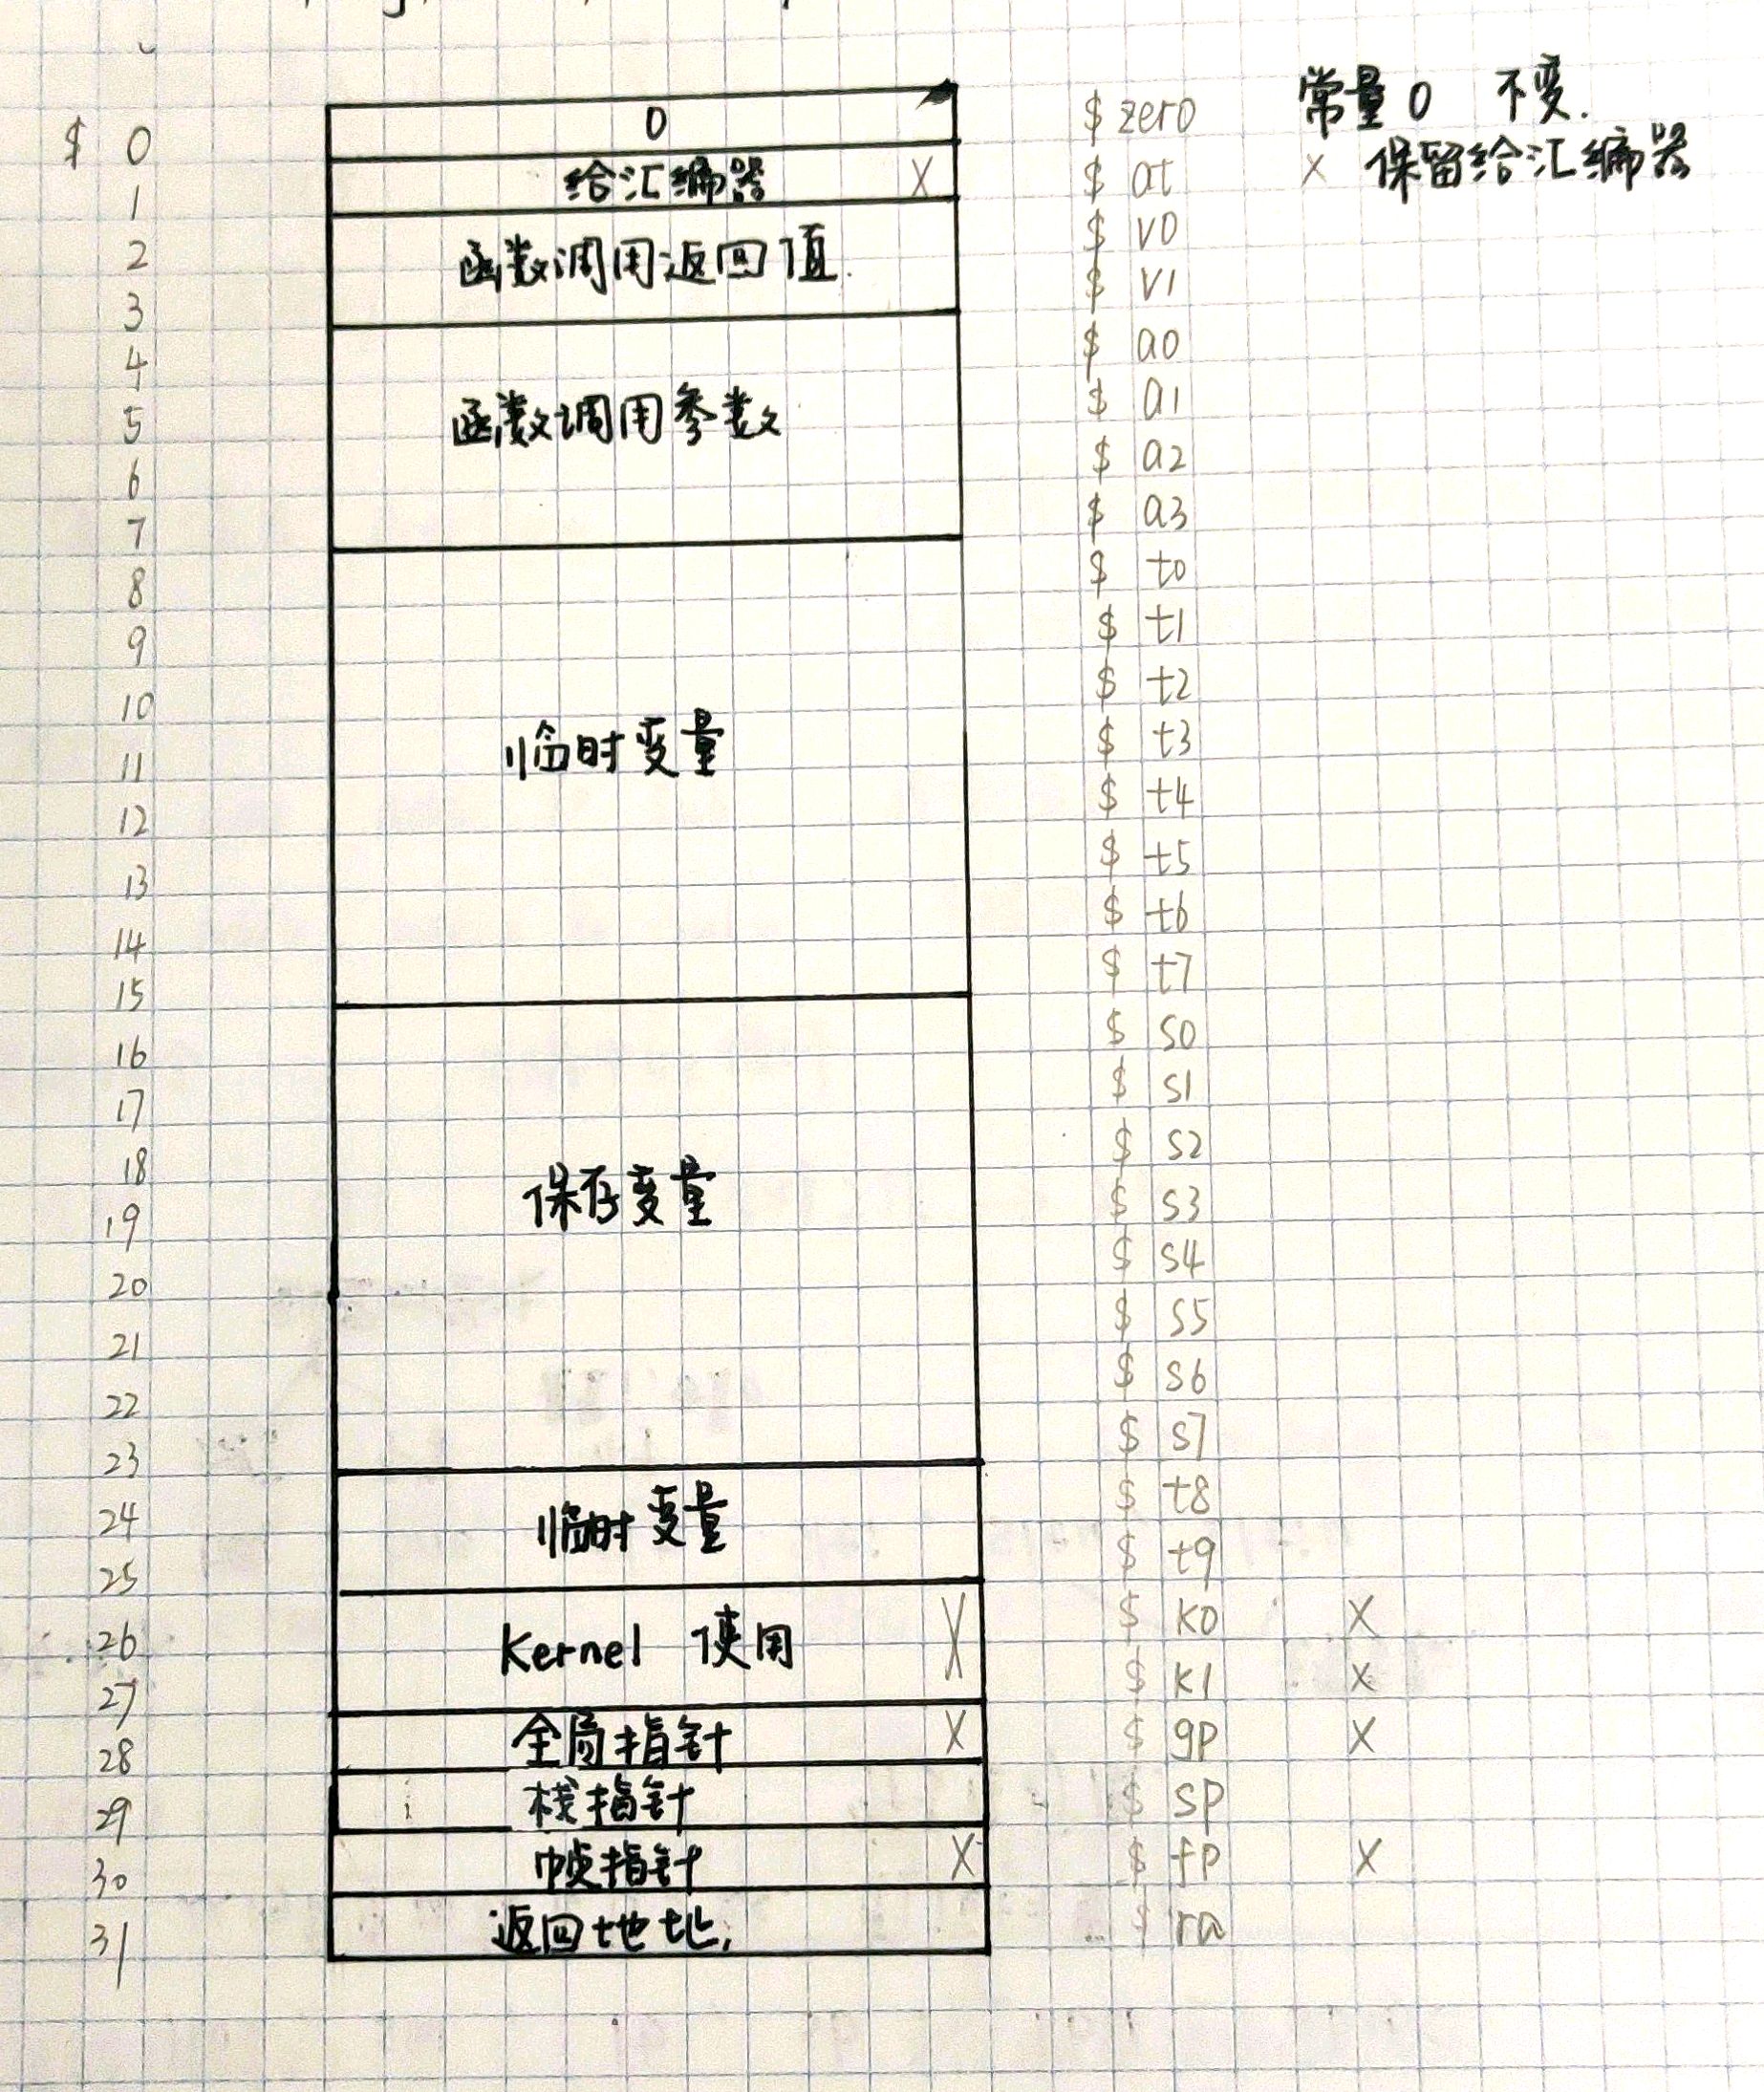 $ 0 0 $ zero 常量 0 不变.
1 给汇编器 X $ at X 保留给汇编器
2 函数调用返回值. $ v0
3 $ v1
4 $ a0
5 函数调用参数 $ a1
6 $ a2
7 $ a3
8 $ t0
9 $ t1
10 $ t2
11 临时变量 $ t3
12 $ t4
13 $ t5
14 $ t6
15 $ t7
16 $ s0
17 $ s1
18 $ s2
19 保存变量 $ s3
20 $ s4
21 $ s5
22 $ s6
23 $ s7
24 临时变量 $ t8
25 $ t9
26 Kernel 使用 X $ k0 X
27 $ k1 X
28 全局指针 X $ gp X
29 栈指针 $ sp
30 帧指针 X $ fp X
31 返回地址, $ ra